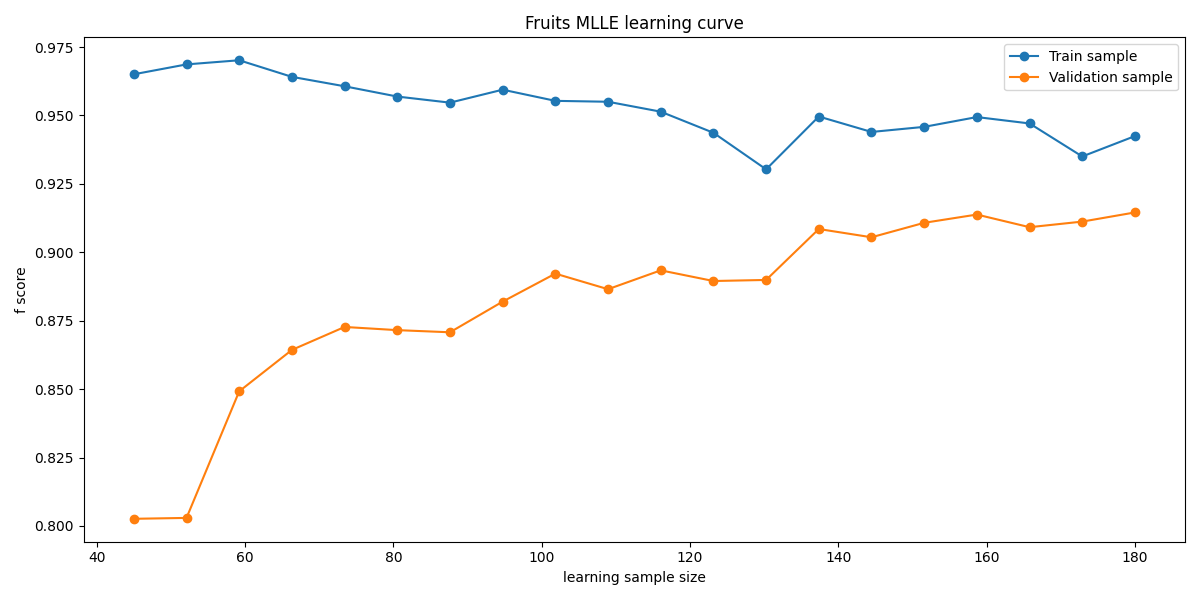 Fruits MLLE learning curve
Train sample
Validation sample
f score
0.975
0.950
0.925
0.900
0.875
0.850
0.825
0.800
40 60 80 100 120 140 160 180
learning sample size